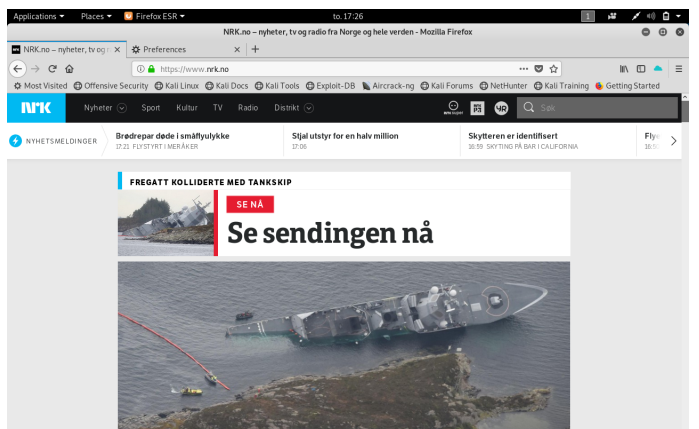 Applications Places Firefox ESR to. 17:26 1
NRK.no – nyheter, tv og radio fra Norge og hele verden - Mozilla Firefox
NRK.no – nyheter, tv og r × Preferences × +
https://www.nrk.no
Most Visited Offensive Security Kali Linux Kali Docs Kali Tools Exploit-DB Aircrack-ng Kali Forums NetHunter Kali Training Getting Started
NRK Nyheter Sport Kultur TV Radio Distrikt NRK P3 YR Søk
NYHETSMELDINGER
Brødrepar døde i småflyulykke
17:21 FLYSTYRT I MERÅKER
Stjal utstyr for en halv million
17:06
Skytteren er identifisert
16:59 SKYTING PÅ BAR I CALIFORNIA
FREGATT KOLLIDERTE MED TANKSKIP
SE NÅ
Se sendingen nå